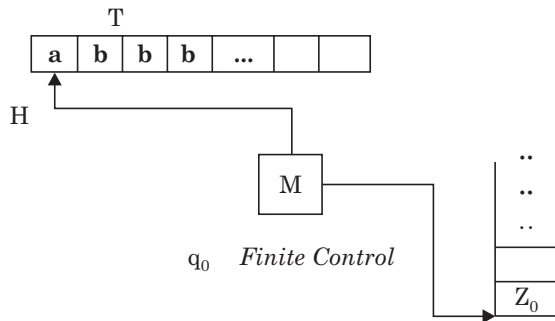 T
a b b b ...
H
M
..
..
..
q₀ Finite Control
Z₀